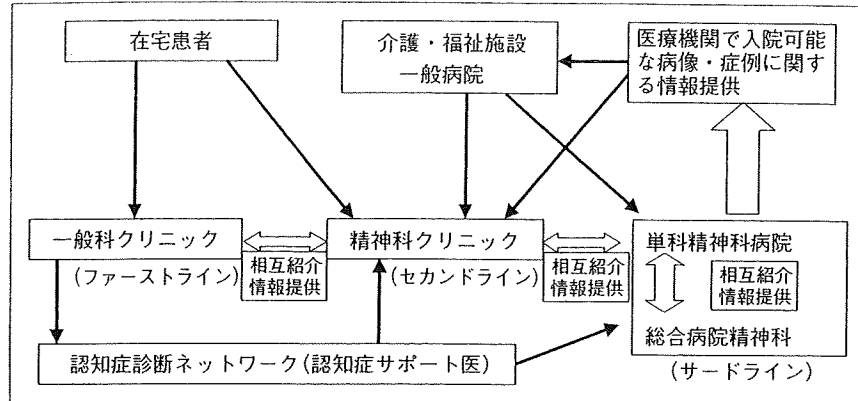 在宅患者
介護・福祉施設
一般病院
医療機関で入院可能
な病像・症例に関す
る情報提供
一般科クリニック
(ファーストライン)
相互紹介
情報提供
精神科クリニック
(セカンドライン)
相互紹介
情報提供
単科精神科病院
相互紹介
情報提供
総合病院精神科
(サードライン)
認知症診断ネットワーク(認知症サポート医)